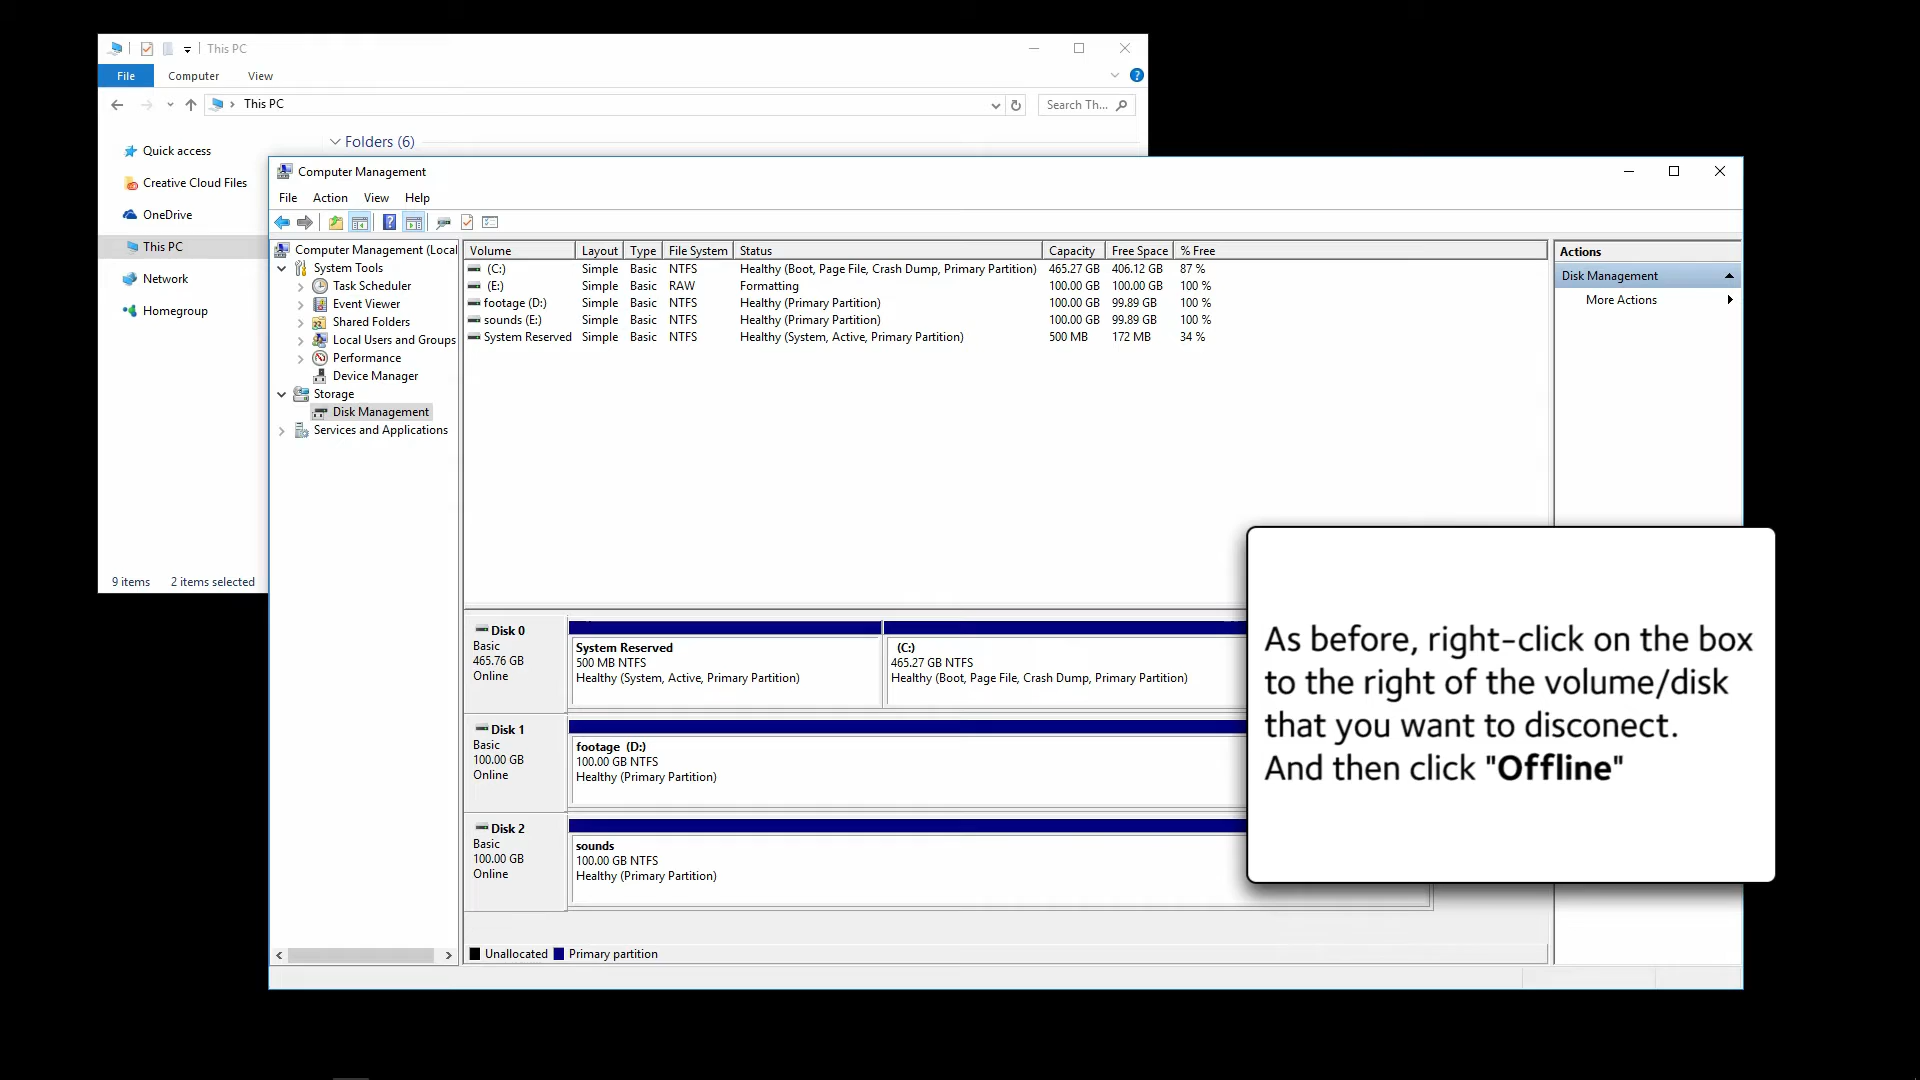 This PC
File Computer View
This PC
Search Th...
Quick access
Creative Cloud Files
OneDrive
This PC
Network
Homegroup
Folders (6)
9 items 2 items selected
Computer Management
File Action View Help
Computer Management (Local
System Tools
Task Scheduler
Event Viewer
Shared Folders
Local Users and Groups
Performance
Device Manager
Storage
Disk Management
Services and Applications
Volume Layout Type File System Status Capacity Free Space % Free
(C:) Simple Basic NTFS Healthy (Boot, Page File, Crash Dump, Primary Partition) 465.27 GB 406.12 GB 87 %
(E:) Simple Basic RAW Formatting 100.00 GB 100.00 GB 100 %
footage (D:) Simple Basic NTFS Healthy (Primary Partition) 100.00 GB 99.89 GB 100 %
sounds (E:) Simple Basic NTFS Healthy (Primary Partition) 100.00 GB 99.89 GB 100 %
System Reserved Simple Basic NTFS Healthy (System, Active, Primary Partition) 500 MB 172 MB 34 %
Actions
Disk Management
More Actions
Disk 0
Basic
465.76 GB
Online
System Reserved
500 MB NTFS
Healthy (System, Active, Primary Partition)
(C:)
465.27 GB NTFS
Healthy (Boot, Page File, Crash Dump, Primary Partition)
Disk 1
Basic
100.00 GB
Online
footage (D:)
100.00 GB NTFS
Healthy (Primary Partition)
Disk 2
Basic
100.00 GB
Online
sounds
100.00 GB NTFS
Healthy (Primary Partition)
Unallocated Primary partition
As before, right-click on the box
to the right of the volume/disk
that you want to disconect.
And then click "Offline"